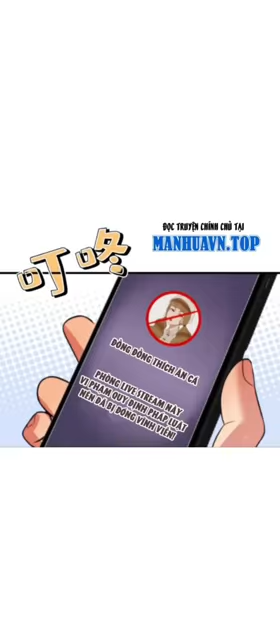 ĐỌC TRUYỆN CHÍNH CHỦ TẠI
MANHUAVN.TOP
叮咚
ĐÔNG ĐÔNG THÍCH ĂN CÁ
PHÒNG LIVE STREAM NÀY
VI PHẠM QUY ĐỊNH PHÁP LUẬT
NÊN ĐÃ BỊ ĐÓNG VĨNH VIỄN!